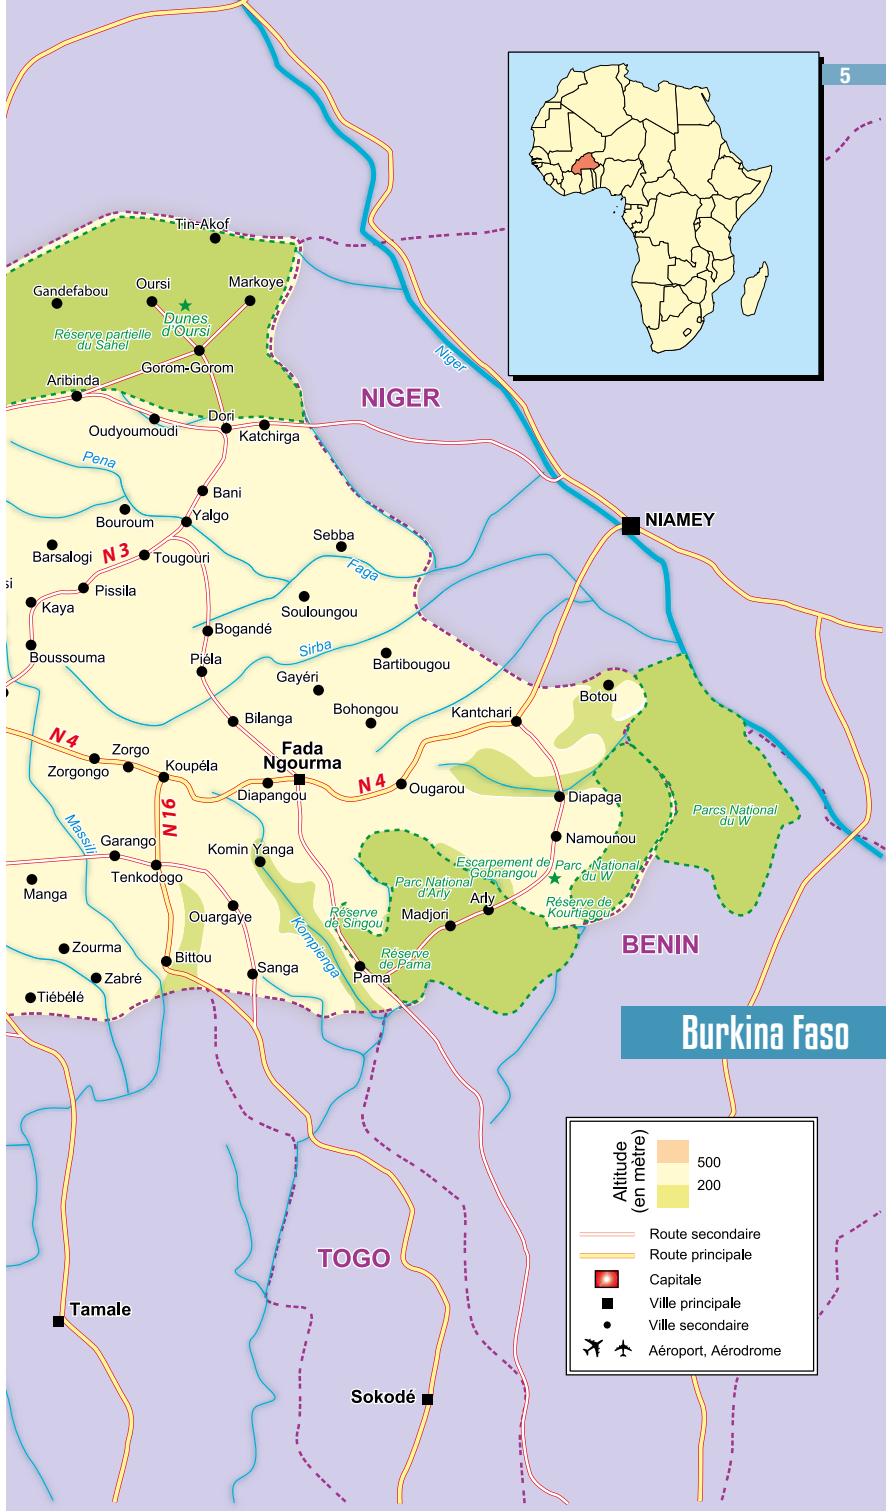 5
Tin-Akof
Gandefabou
Oursi
Markoye
Dunes
d'Oursi
Réserve partielle
du Sahel
Gorom-Gorom
Niger
Aribinda
NIGER
Oudyoumoudi
Dori
Katchirga
Pena
Bani
Bouroum
Yalgo
NIAMEY
Sebba
Barsalogi
N 3
Tougouri
Faga
si
Pissila
Kaya
Souloungou
Bogandé
Boussouma
Piéla
Sirba
Bartibougou
Gayéri
Botou
Bohongou
Kantchari
Bilanga
N 4
Zorgo
Fada
Ngourma
Zorgongo
Koupéla
N 4
Diapangou
Ougarou
Diapaga
N 16
Massili
Parcs National
du W
Garango
Komin Yanga
Namounou
Tenkodogo
Escarpement de
Gobnangou
Parc National
du W
Manga
Parc National
d'Arly
Arly
Ouargaye
Réserve
de Singou
Madjori
Réserve de
Kourtiagou
Kompienga
BENIN
Zourma
Bittou
Sanga
Réserve
de Pama
Pama
Zabré
Tiébélé
Burkina Faso
Altitude
(en mètre)
500
200
Route secondaire
Route principale
Capitale
Ville principale
Ville secondaire
Aéroport, Aérodrome
TOGO
Tamale
Sokodé